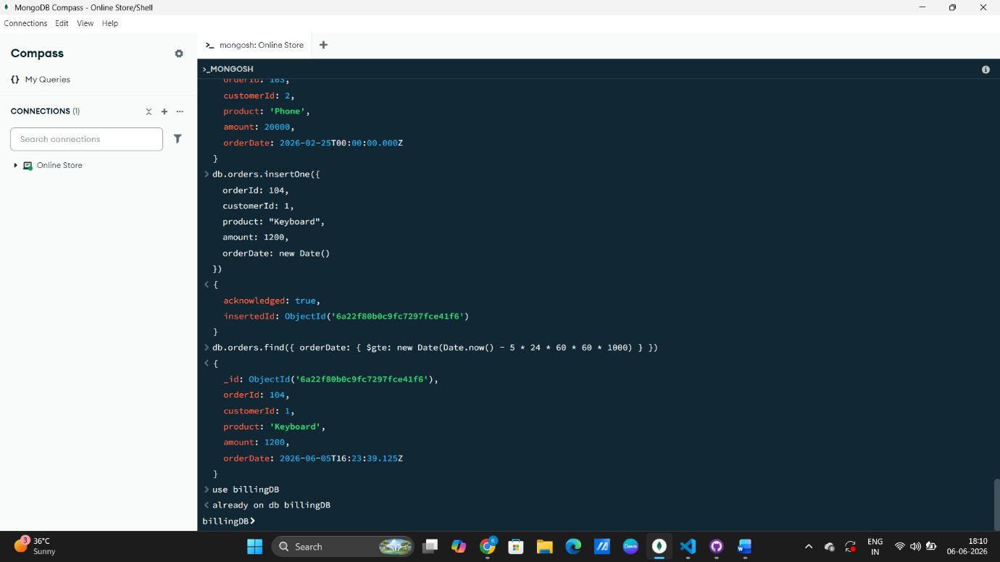 MongoDB Compass - Online Store/Shell
Connections Edit View Help
Compass
{} My Queries
CONNECTIONS (1)
Search connections
Online Store
>_ mongosh: Online Store +
>_MONGOSH
orderId: 103,
customerId: 2,
product: 'Phone',
amount: 20000,
orderDate: 2026-02-25T00:00:00.000Z
}
> db.orders.insertOne({
orderId: 104,
customerId: 1,
product: "Keyboard",
amount: 1200,
orderDate: new Date()
})
< {
acknowledged: true,
insertedId: ObjectId('6a22f80b0c9fc7297fce41f6')
}
> db.orders.find({ orderDate: { $gte: new Date(Date.now() - 5 * 24 * 60 * 60 * 1000) } })
< {
_id: ObjectId('6a22f80b0c9fc7297fce41f6'),
orderId: 104,
customerId: 1,
product: 'Keyboard',
amount: 1200,
orderDate: 2026-06-05T16:23:39.125Z
}
> use billingDB
< already on db billingDB
billingDB>
3
36°C
Sunny
Search
K
Canva
ENG
IN
18:10
06-06-2026